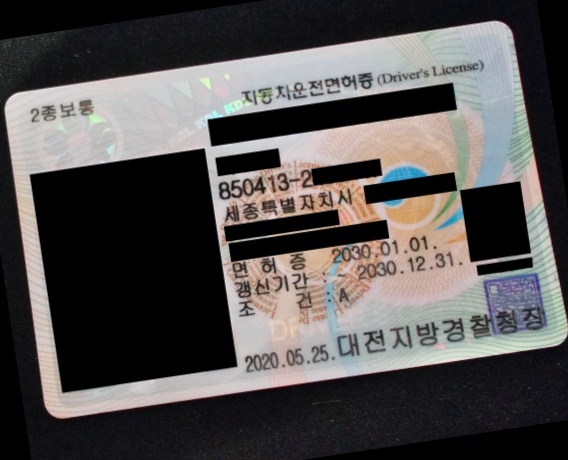 2종보통
자동차운전면허증 (Driver's License)
850413-2
세종특별자치시
면 허 증 2030.01.01.
갱신기간 : ~ 2030.12.31.
조 건 : A
2020.05.25. 대전지방경찰청장